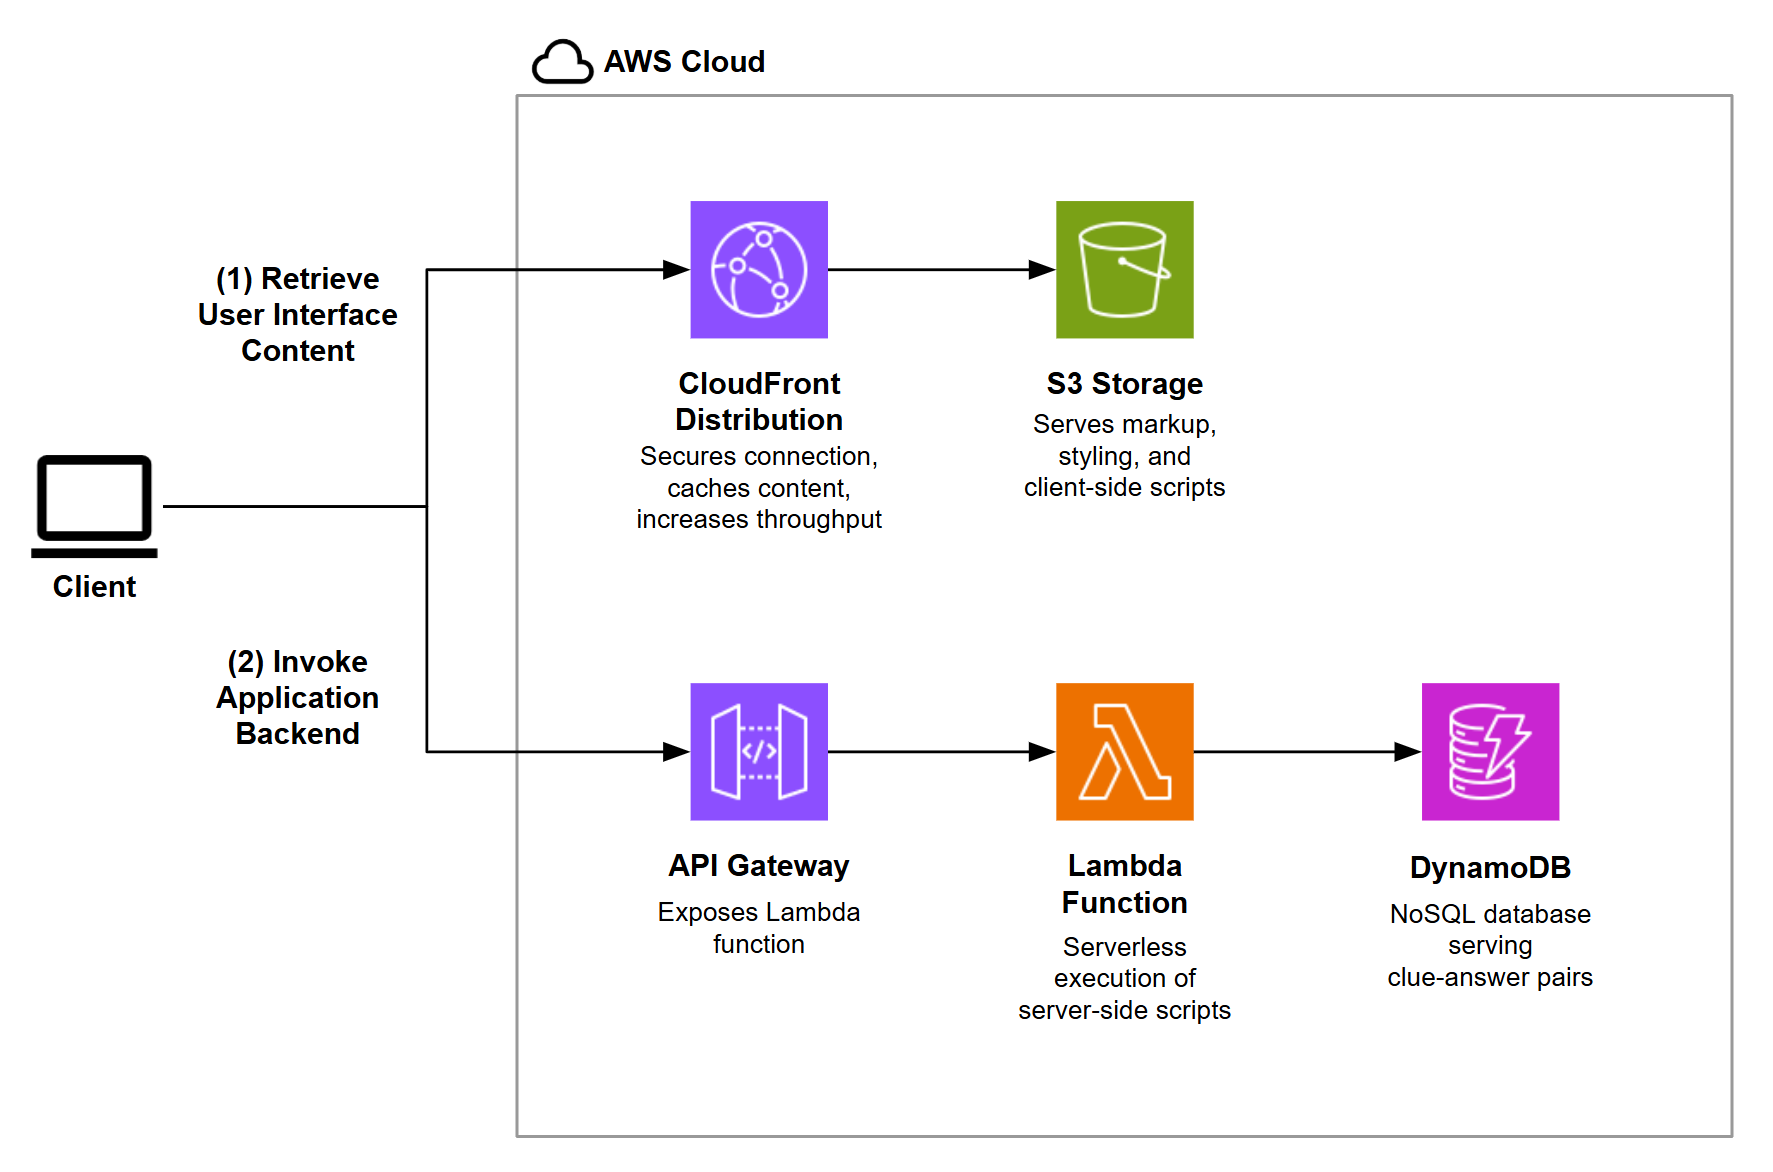 AWS Cloud
(1) Retrieve
User Interface
Content
CloudFront
Distribution
Secures connection,
caches content,
increases throughput
S3 Storage
Serves markup,
styling, and
client-side scripts
Client
(2) Invoke
Application
Backend
</>
API Gateway
Exposes Lambda
function
Lambda
Function
Serverless
execution of
server-side scripts
DynamoDB
NoSQL database
serving
clue-answer pairs